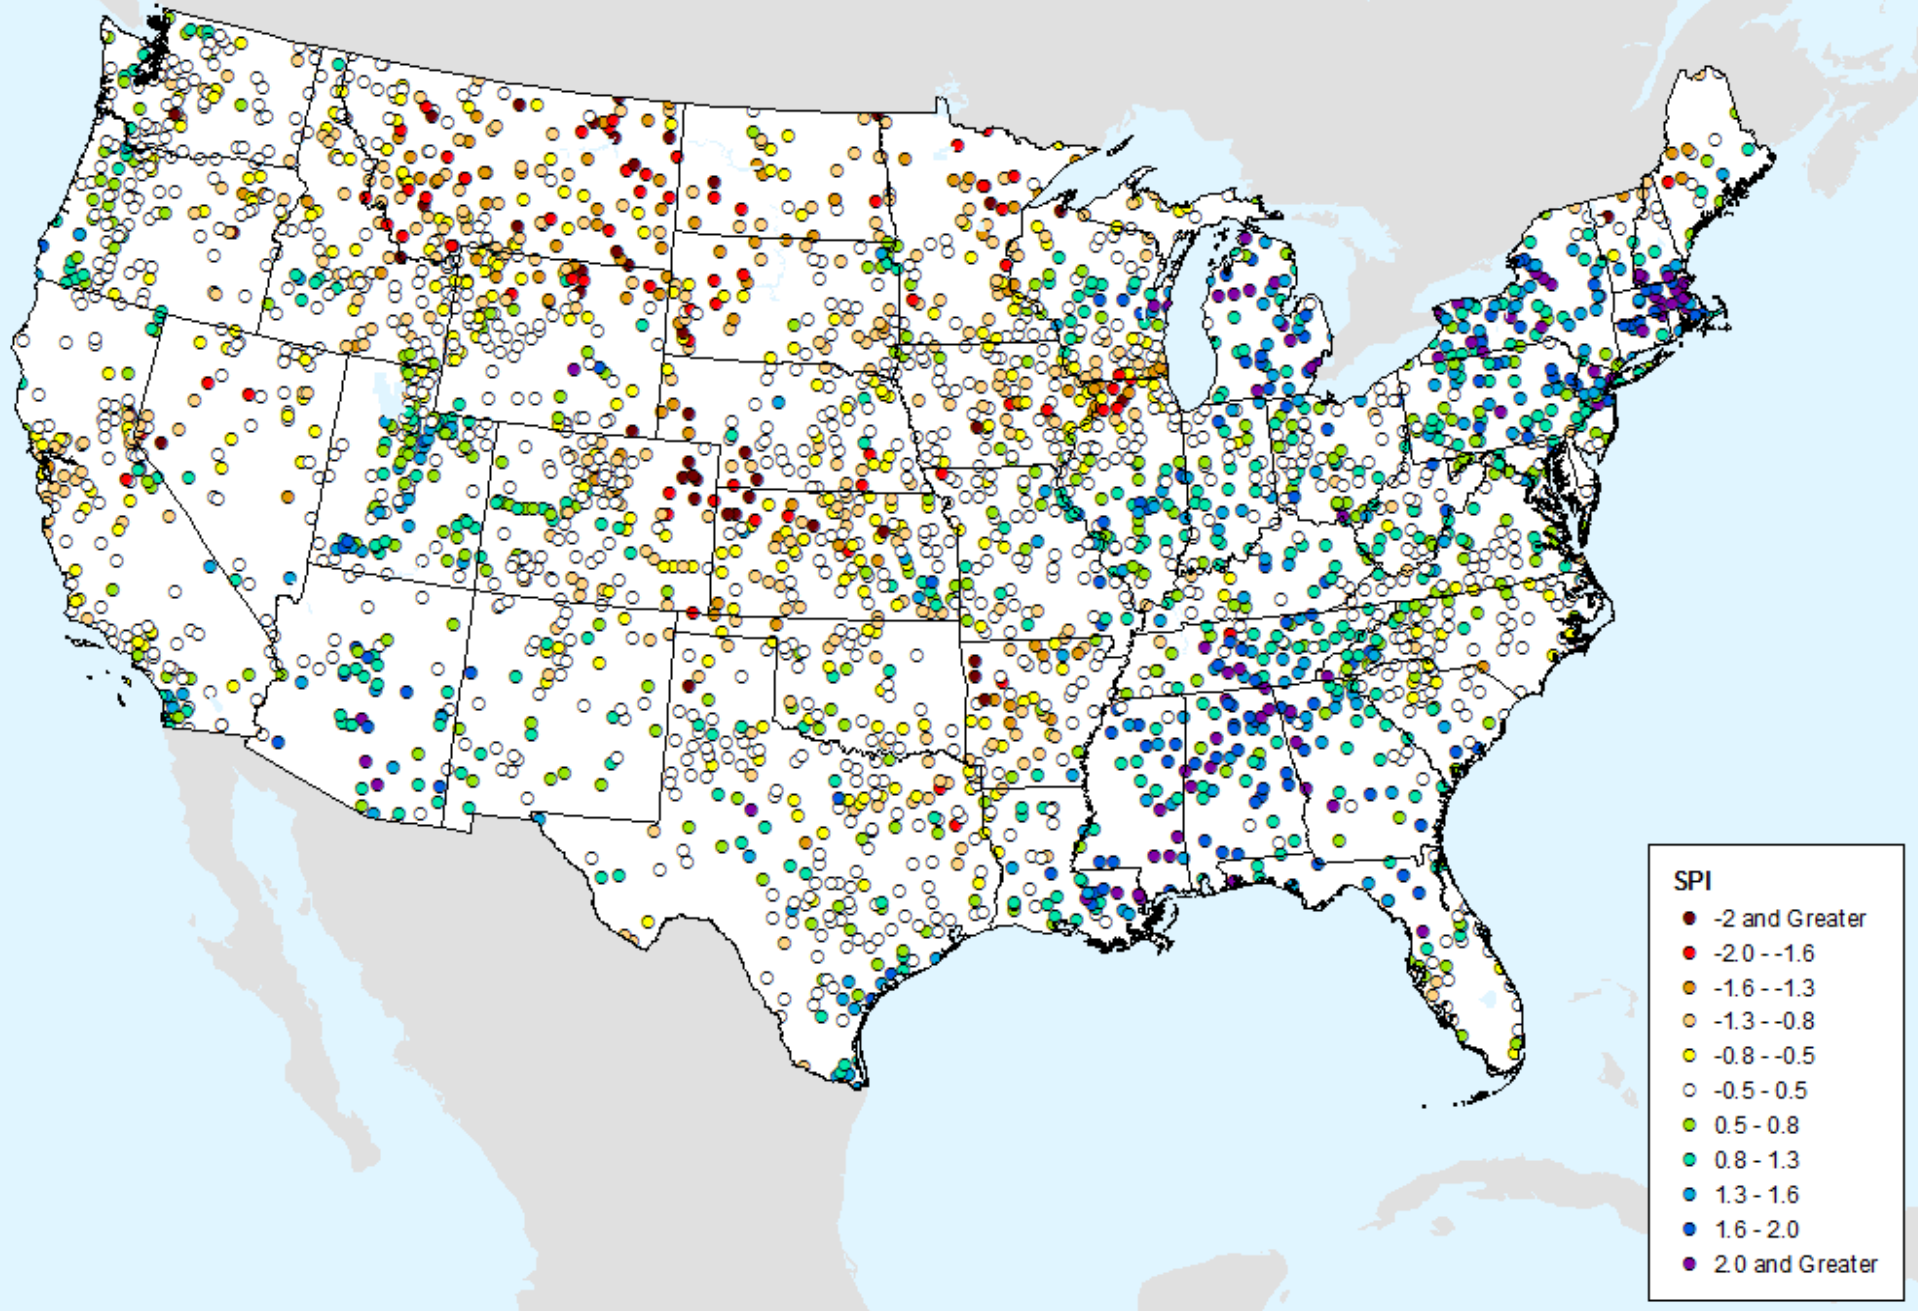 SPI
-2 and Greater
-2.0 - -1.6
-1.6 - -1.3
-1.3 - -0.8
-0.8 - -0.5
-0.5 - 0.5
0.5 - 0.8
0.8 - 1.3
1.3 - 1.6
1.6 - 2.0
2.0 and Greater